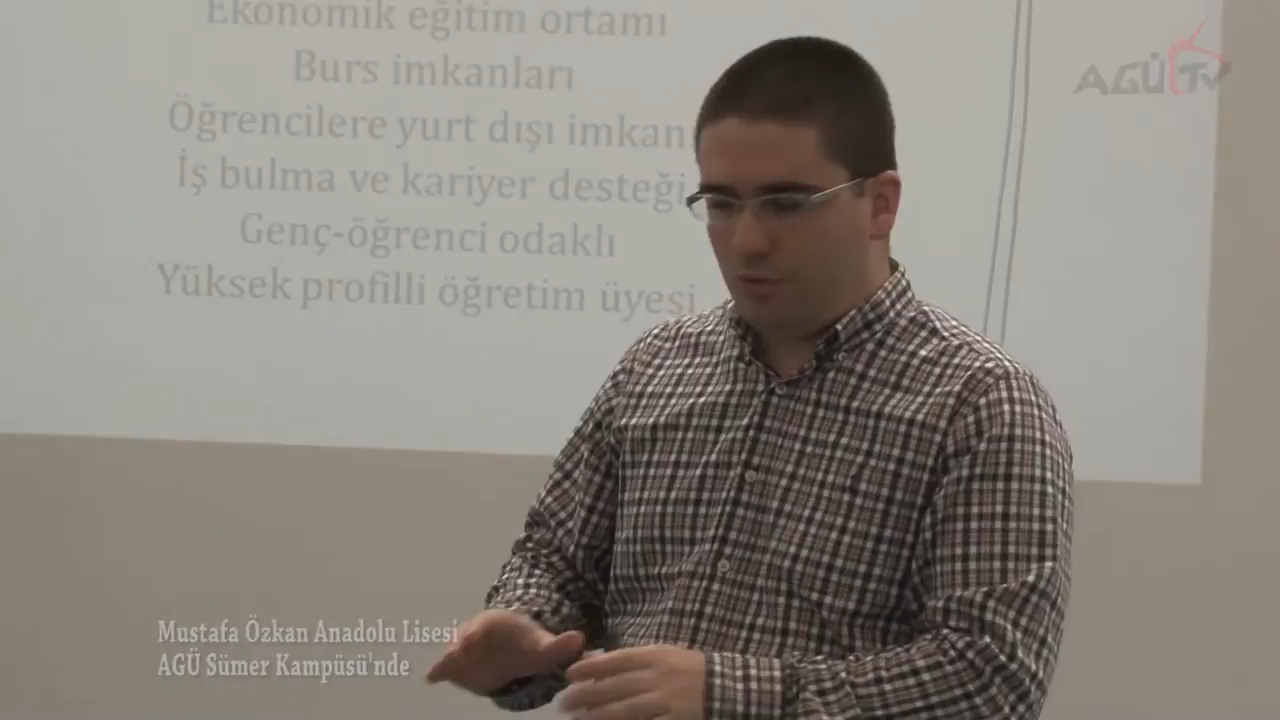 Ekonomik eğitim ortamı
Burs imkanları
AGÜ TV
Öğrencilere yurt dışı imkan
İş bulma ve kariyer desteği
Genç-öğrenci odaklı
Yüksek profilli öğretim üyesi
Mustafa Özkan Anadolu Lisesi
AGÜ Sümer Kampüsü'nde